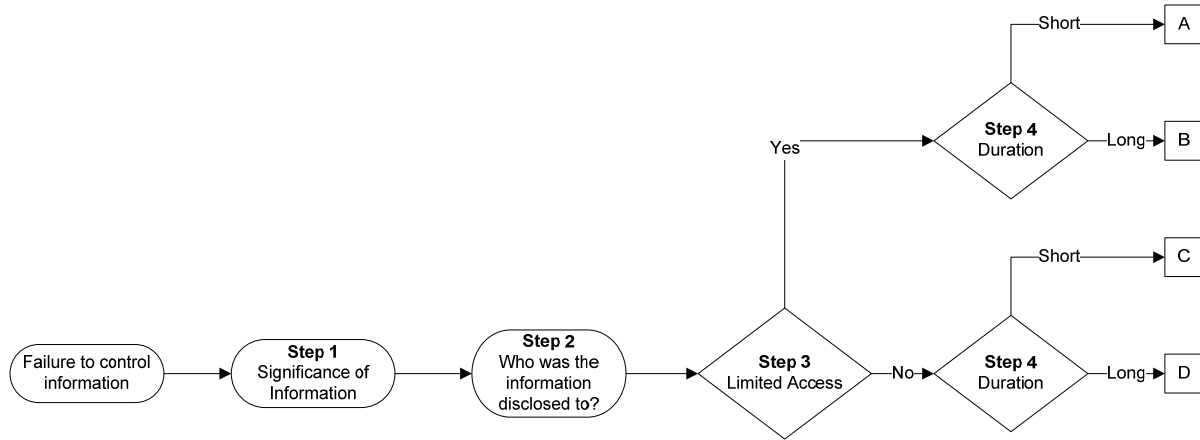 Failure to control
information
Step 1
Significance of
Information
Step 2
Who was the
information
disclosed to?
Step 3
Limited Access
Yes
No
Step 4
Duration
Short
A
Long
B
Step 4
Duration
Short
C
Long
D